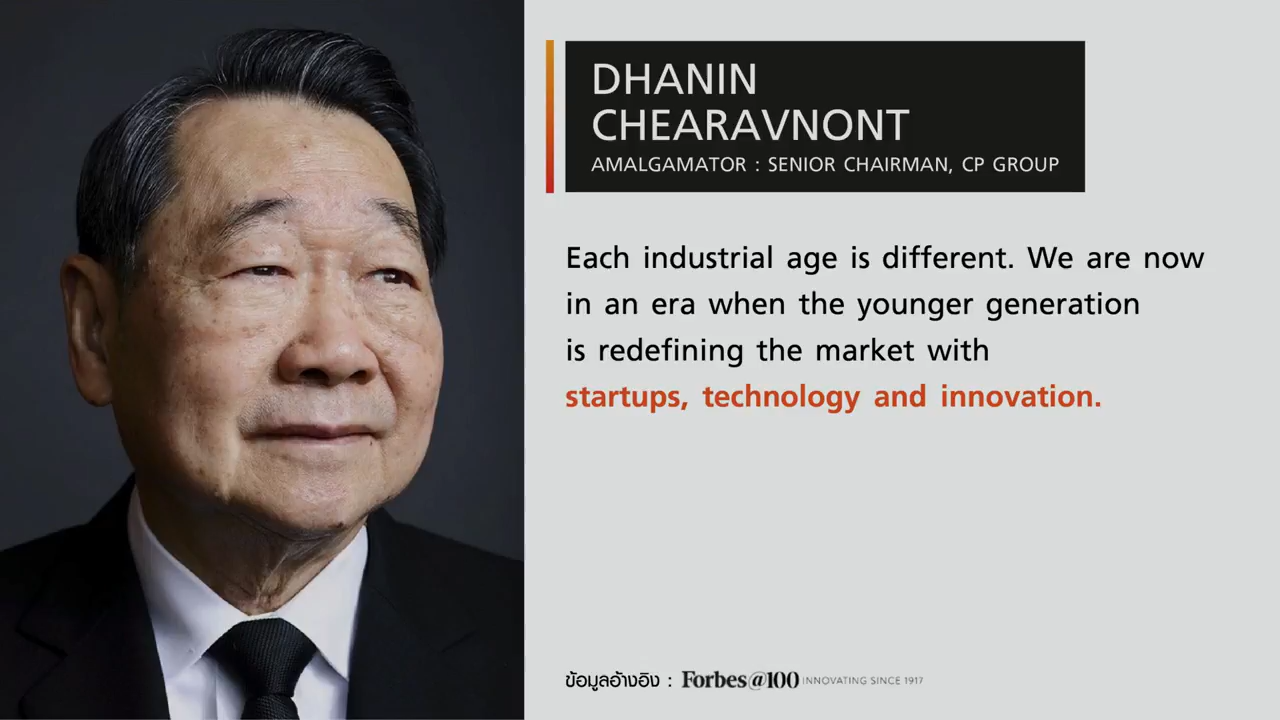 DHANIN
CHEARAVNONT
AMALGAMATOR : SENIOR CHAIRMAN, CP GROUP
Each industrial age is different. We are now
in an era when the younger generation
is redefining the market with
startups, technology and innovation.
ข้อมูลอ้างอิง : Forbes@100 INNOVATING SINCE 1917